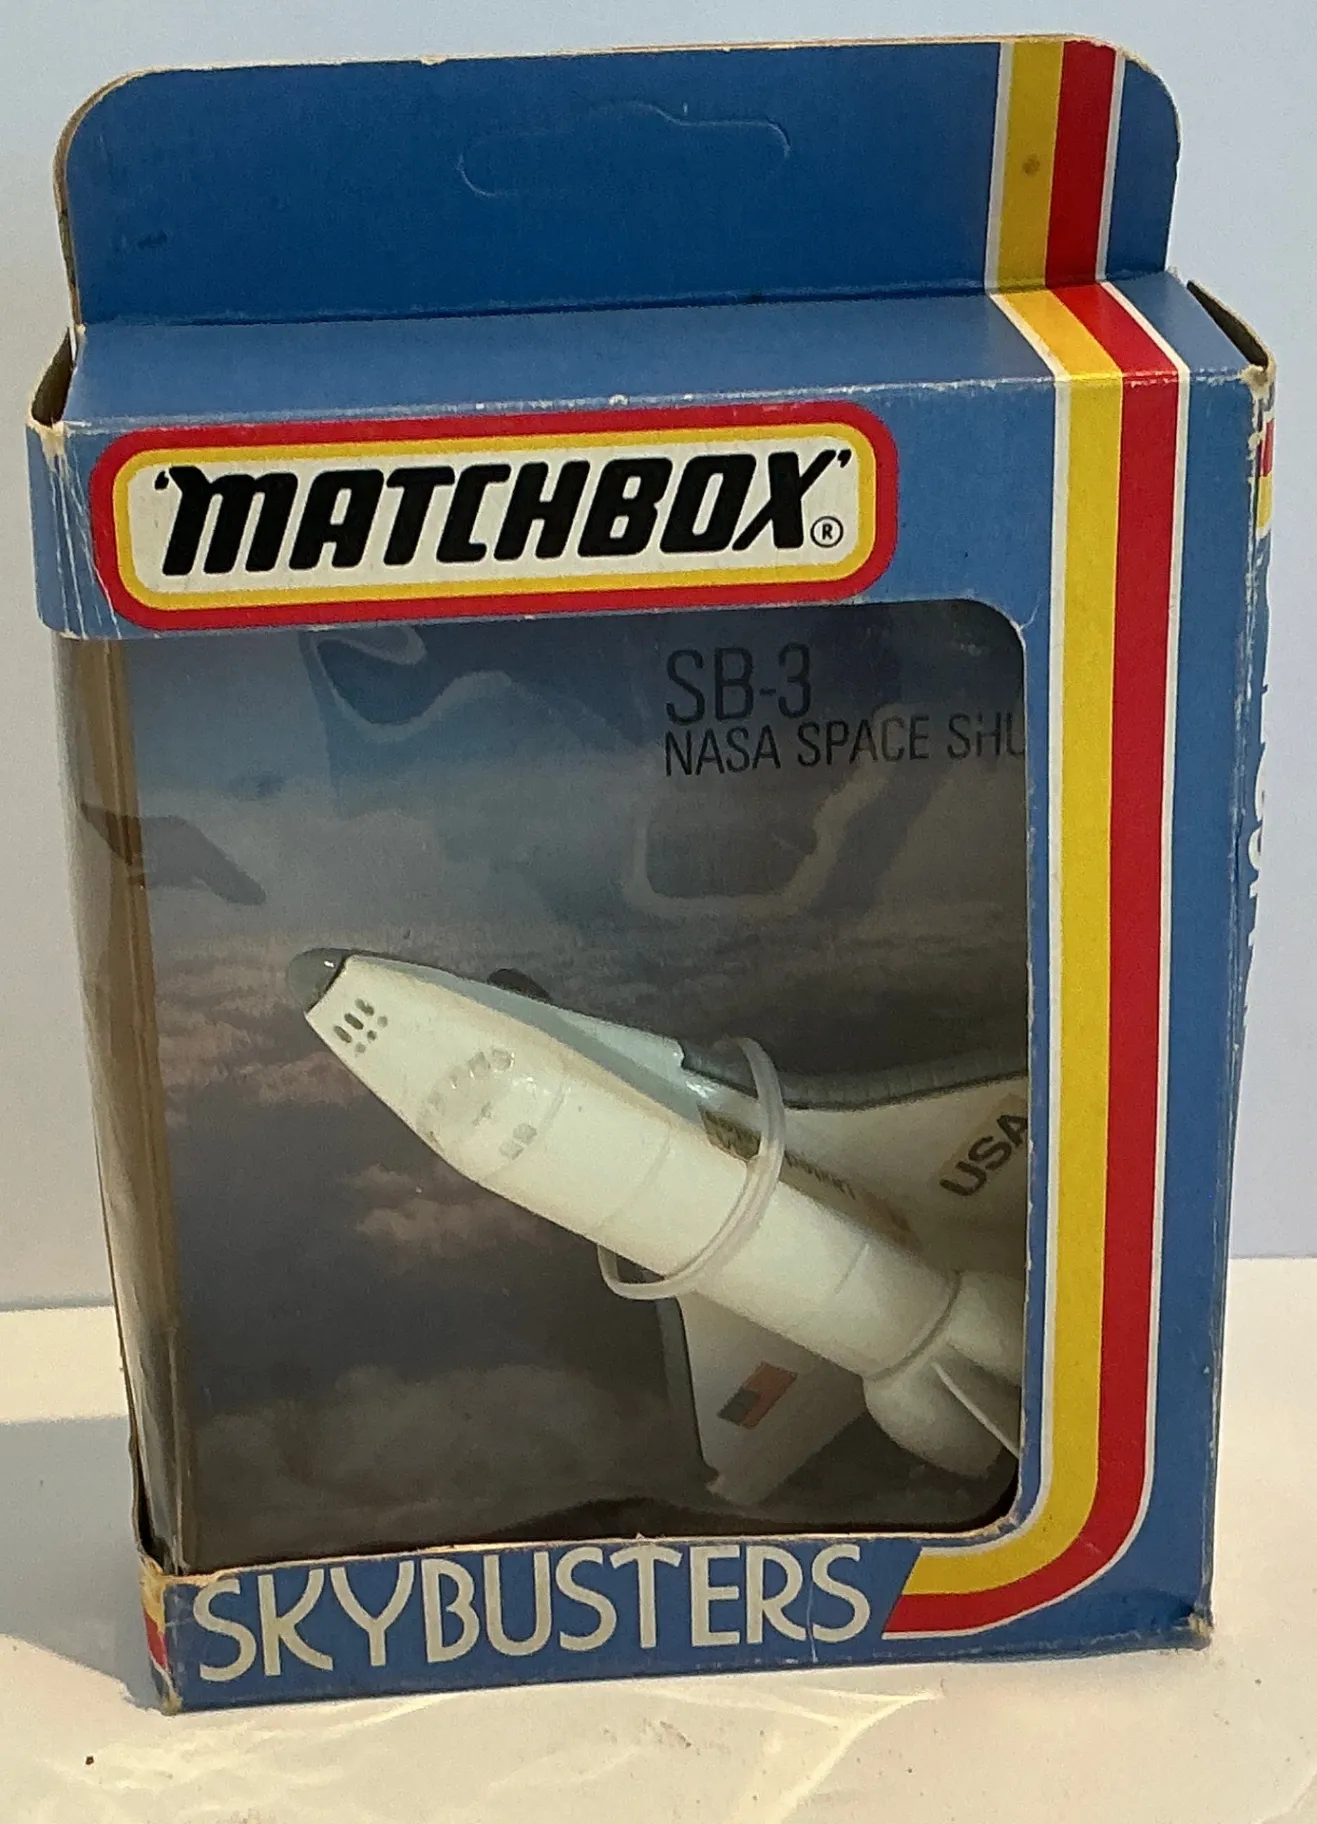 'MATCHBOX'®
SB-3
NASA SPACE SHU
USA
SKYBUSTERS